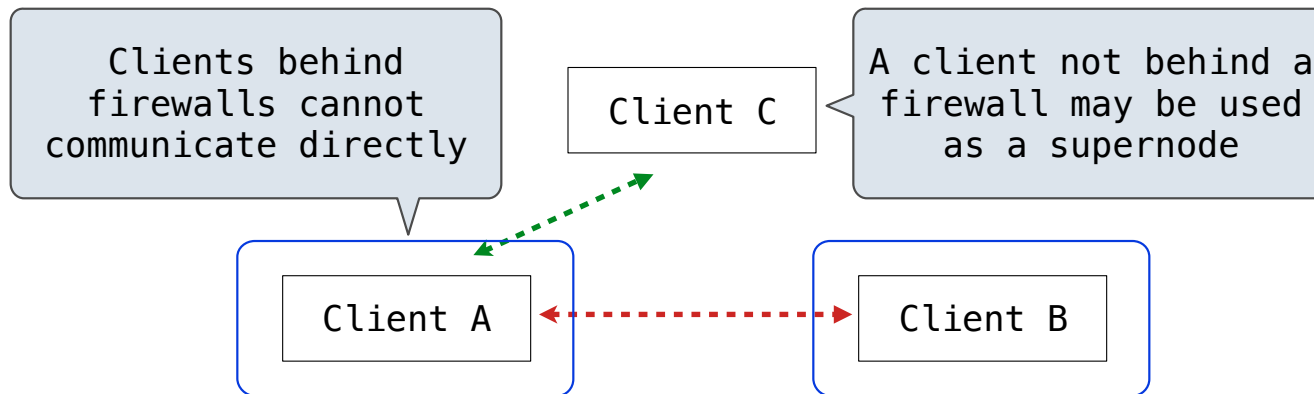 Clients behind
firewalls cannot
communicate directly
Client C
A client not behind a
firewall may be used
as a supernode
Client A
Client B